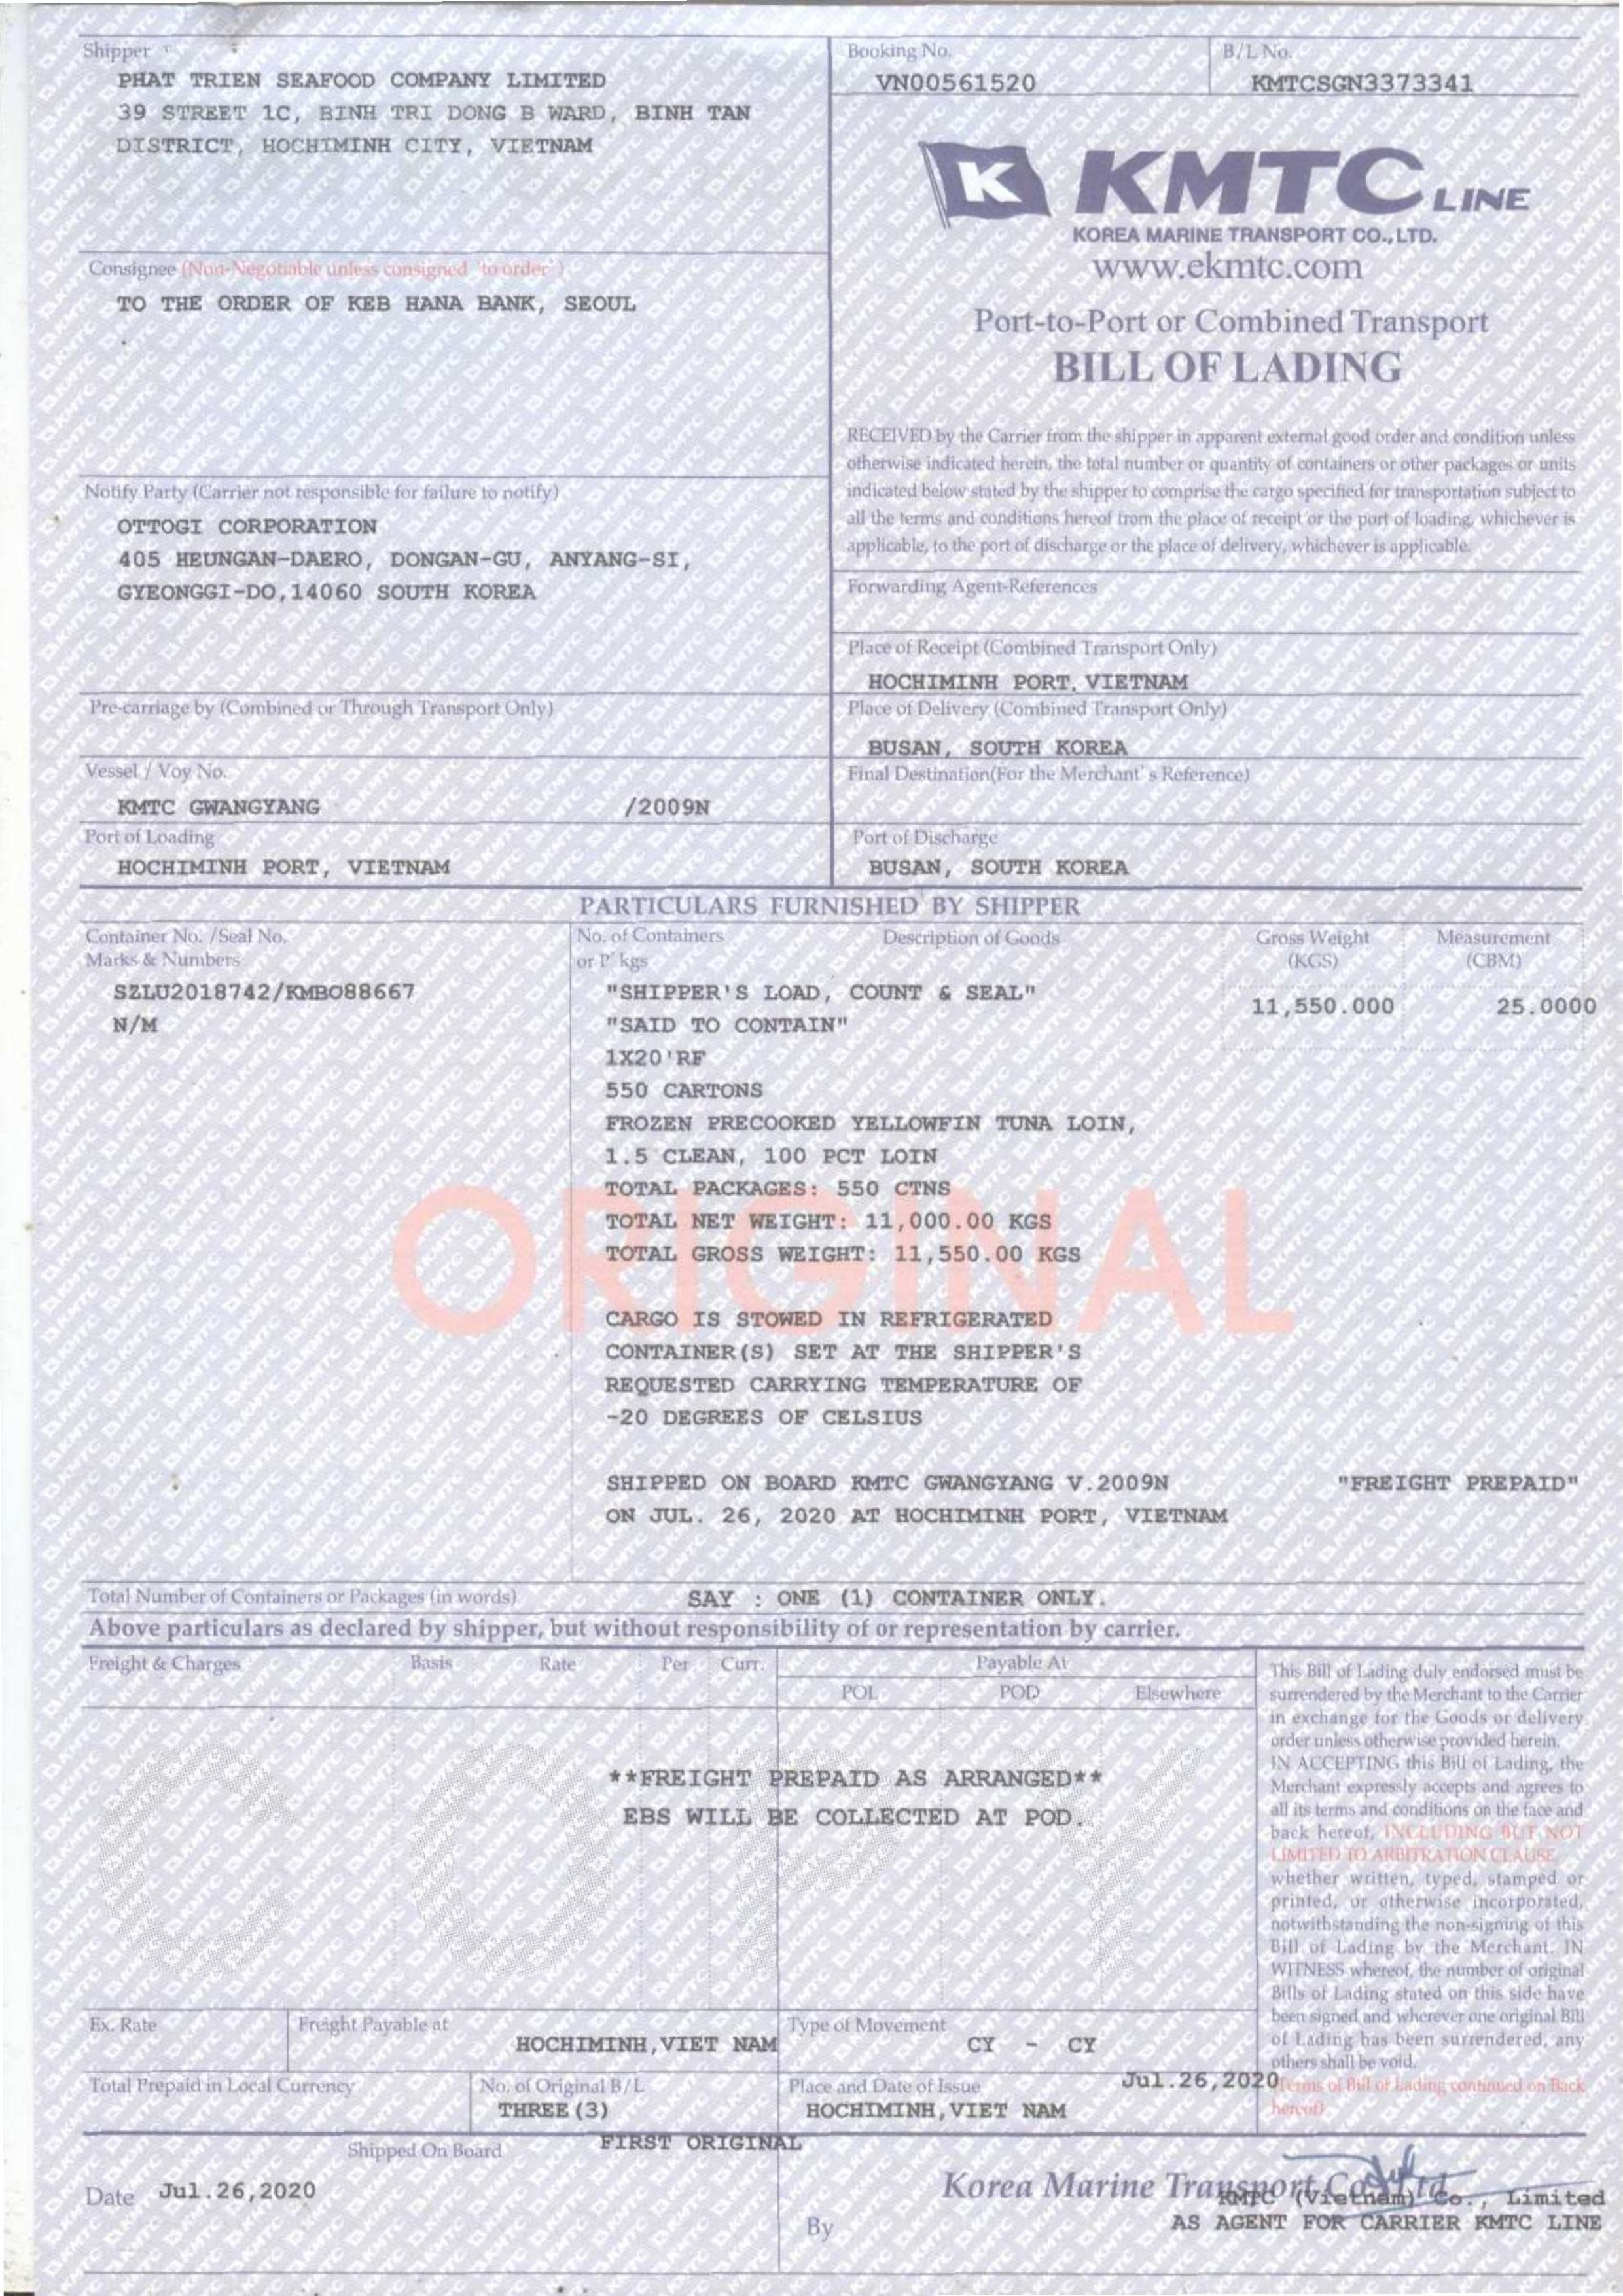 Shipper
PHAT TRIEN SEAFOOD COMPANY LIMITED
39 STREET 1C, BINH TRI DONG B WARD, BINH TAN
DISTRICT, HOCHIMINH CITY, VIETNAM
Booking No.
VN00561520
B/L No.
KMTCSGN3373341
K KMTC LINE
KOREA MARINE TRANSPORT CO., LTD.
www.ekmtc.com
Port-to-Port or Combined Transport
BILL OF LADING
Consignee (Non-Negotiable unless consigned 'to order')
TO THE ORDER OF KEB HANA BANK, SEOUL
RECEIVED by the Carrier from the shipper in apparent external good order and condition unless
otherwise indicated herein, the total number or quantity of containers or other packages or units
indicated below stated by the shipper to comprise the cargo specified for transportation subject to
all the terms and conditions hereof from the place of receipt or the port of loading, whichever is
applicable, to the port of discharge or the place of delivery, whichever is applicable.
Notify Party (Carrier not responsible for failure to notify)
OTTOGI CORPORATION
405 HEUNGAN-DAERO, DONGAN-GU, ANYANG-SI,
GYEONGGI-DO,14060 SOUTH KOREA
Forwarding Agent-References
Place of Receipt (Combined Transport Only)
HOCHIMINH PORT, VIETNAM
Pre-carriage by (Combined or Through Transport Only)
Place of Delivery (Combined Transport Only)
BUSAN, SOUTH KOREA
Vessel / Voy No.
KMTC GWANGYANG /2009N
Final Destination(For the Merchant's Reference)
Port of Loading
HOCHIMINH PORT, VIETNAM
Port of Discharge
BUSAN, SOUTH KOREA
PARTICULARS FURNISHED BY SHIPPER
Container No. /Seal No.
Marks & Numbers
No. of Containers
or P'kgs
Description of Goods
Gross Weight
(KGS)
Measurement
(CBM)
SZLU2018742/KMBO88667
N/M
"SHIPPER'S LOAD, COUNT & SEAL"
11,550.000
25.0000
"SAID TO CONTAIN"
1X20'RF
550 CARTONS
FROZEN PRECOOKED YELLOWFIN TUNA LOIN,
1.5 CLEAN, 100 PCT LOIN
TOTAL PACKAGES: 550 CTNS
TOTAL NET WEIGHT: 11,000.00 KGS
TOTAL GROSS WEIGHT: 11,550.00 KGS
ORIGINAL
CARGO IS STOWED IN REFRIGERATED
CONTAINER(S) SET AT THE SHIPPER'S
REQUESTED CARRYING TEMPERATURE OF
-20 DEGREES OF CELSIUS
SHIPPED ON BOARD KMTC GWANGYANG V.2009N
"FREIGHT PREPAID"
ON JUL. 26, 2020 AT HOCHIMINH PORT, VIETNAM
Total Number of Containers or Packages (in words)
SAY : ONE (1) CONTAINER ONLY.
Above particulars as declared by shipper, but without responsibility of or representation by carrier.
Freight & Charges
Basis
Rate
Per
Curr.
Payable At
POL
POD
Elsewhere
COPY
**FREIGHT PREPAID AS ARRANGED**
EBS WILL BE COLLECTED AT POD.
This Bill of Lading duly endorsed must be
surrendered by the Merchant to the Carrier
in exchange for the Goods or delivery
order unless otherwise provided herein.
IN ACCEPTING this Bill of Lading, the
Merchant expressly accepts and agrees to
all its terms and conditions on the face and
back hereof, INCLUDING BUT NOT
LIMITED TO ARBITRATION CLAUSE,
whether written, typed, stamped or
printed, or otherwise incorporated,
notwithstanding the non-signing of this
Bill of Lading by the Merchant. IN
WITNESS whereof, the number of original
Bills of Lading stated on this side have
been signed and wherever one original Bill
of Lading has been surrendered, any
others shall be void.
(Terms of Bill of Lading continued on Back
hereof)
Ex. Rate
Freight Payable at
HOCHIMINH,VIET NAM
Type of Movement
CY - CY
Total Prepaid in Local Currency
No. of Original B/L
THREE(3)
Place and Date of Issue
Jul.26,2020
HOCHIMINH,VIET NAM
FIRST ORIGINAL
Shipped On Board
Date Jul.26,2020
Korea Marine Transport Co., Ltd.
KMTC (Vietnam) Co., Limited
AS AGENT FOR CARRIER KMTC LINE
By